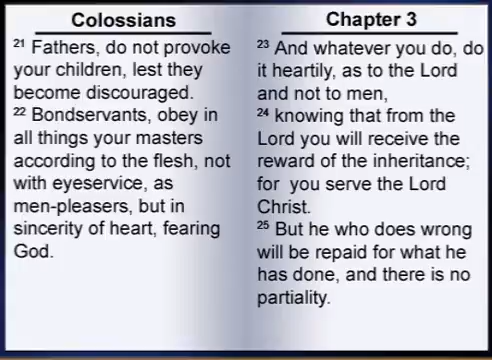 Colossians
²¹ Fathers, do not provoke
your children, lest they
become discouraged.
²² Bondservants, obey in
all things your masters
according to the flesh, not
with eyeservice, as
men-pleasers, but in
sincerity of heart, fearing
God.
Chapter 3
²³ And whatever you do, do
it heartily, as to the Lord
and not to men,
²⁴ knowing that from the
Lord you will receive the
reward of the inheritance;
for you serve the Lord
Christ.
²⁵ But he who does wrong
will be repaid for what he
has done, and there is no
partiality.